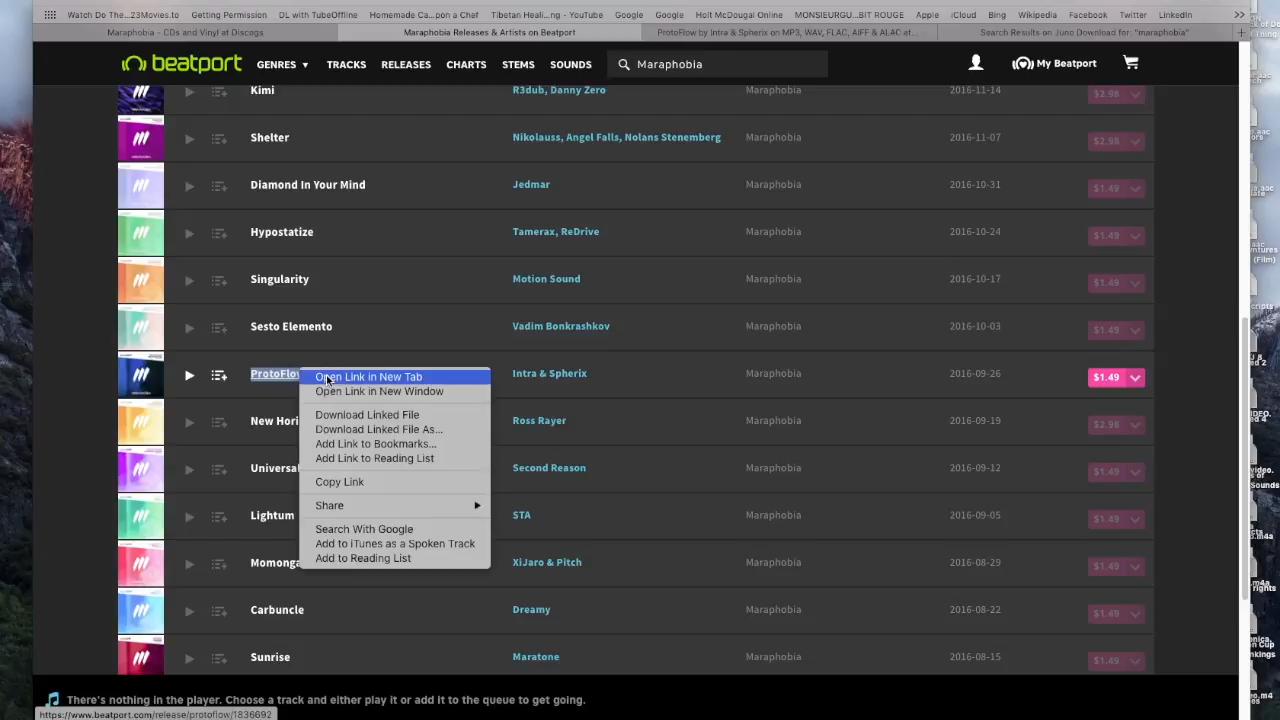 Watch Do The...23Movies.to Getting Permission DL with TubeOffline Homemade Ca...pon a Chef Tibetan Heali...ng - YouTube Google Google Holt McDougal Online MONSIEURGU...BIT ROUGE Apple iCloud Bing Wikipedia Facebook Twitter LinkedIn >>
Maraphobia – CDs and Vinyl at Discogs Maraphobia Releases & Artists on Beatport ProtoFlow by Intra & Spherix on MP3, WAV, FLAC, AIFF & ALAC at... Search Results on Juno Download for: "maraphobia" +
beatport GENRES TRACKS RELEASES CHARTS STEMS SOUNDS Maraphobia My Beatport
Kimi R3dub, Danny Zero Maraphobia 2016-11-14 $2.98
Shelter Nikolauss, Angel Falls, Nolans Stenemberg Maraphobia 2016-11-07 $2.98
Diamond In Your Mind Jedmar Maraphobia 2016-10-31 $1.49
Hypostatize Tamerax, ReDrive Maraphobia 2016-10-24 $1.49
Singularity Motion Sound Maraphobia 2016-10-17 $1.49
Sesto Elemento Vadim Bonkrashkov Maraphobia 2016-10-03 $1.49
ProtoFlow Intra & Spherix Maraphobia 2016-09-26 $1.49
Open Link in New Tab
Open Link in New Window
Download Linked File
Download Linked File As...
Add Link to Bookmarks...
Add Link to Reading List
Copy Link
Share
Search With Google
Add to iTunes as a Spoken Track
Add to Reading List
New Hori Ross Rayer Maraphobia 2016-09-19 $2.98
Universal Second Reason Maraphobia 2016-09-12 $1.49
Lightum STA Maraphobia 2016-09-05 $1.49
Momonga XiJaro & Pitch Maraphobia 2016-08-29 $1.49
Carbuncle Dreamy Maraphobia 2016-08-22 $1.49
Sunrise Maratone Maraphobia 2016-08-15 $1.49
There's nothing in the player. Choose a track and either play it or add it to the queue to get going.
https://www.beatport.com/release/protoflow/1836692